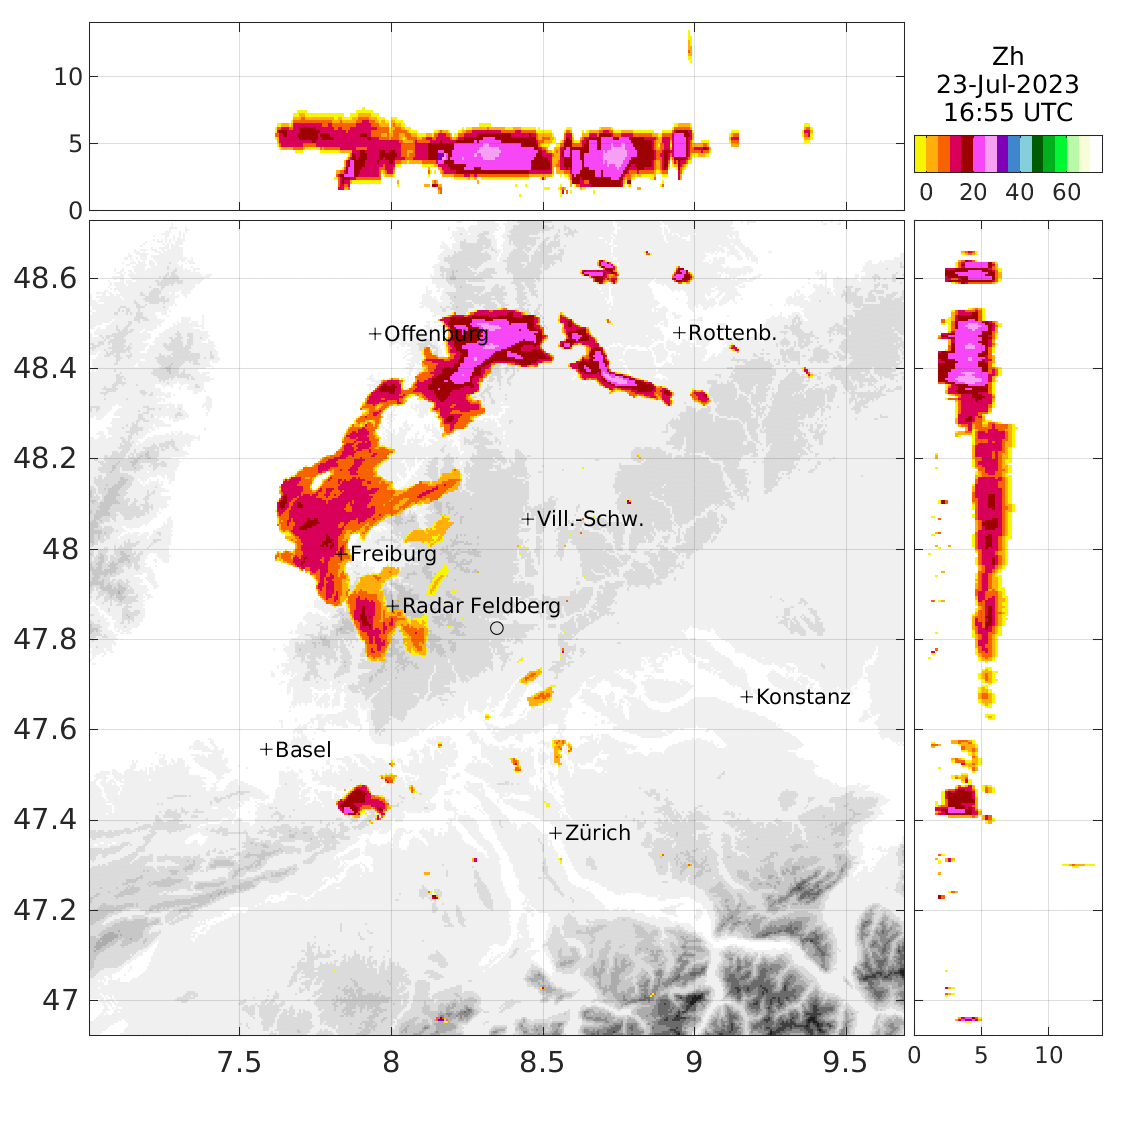 10
5
0
Zh
23-Jul-2023
16:55 UTC
0 20 40 60
48.6
48.4
48.2
48
47.8
47.6
47.4
47.2
47
+Offenburg
+Rottenb.
+Vill.-Schw.
+Freiburg
+Radar Feldberg
+Konstanz
+Basel
+Zürich
7.5 8 8.5 9 9.5
0 5 10